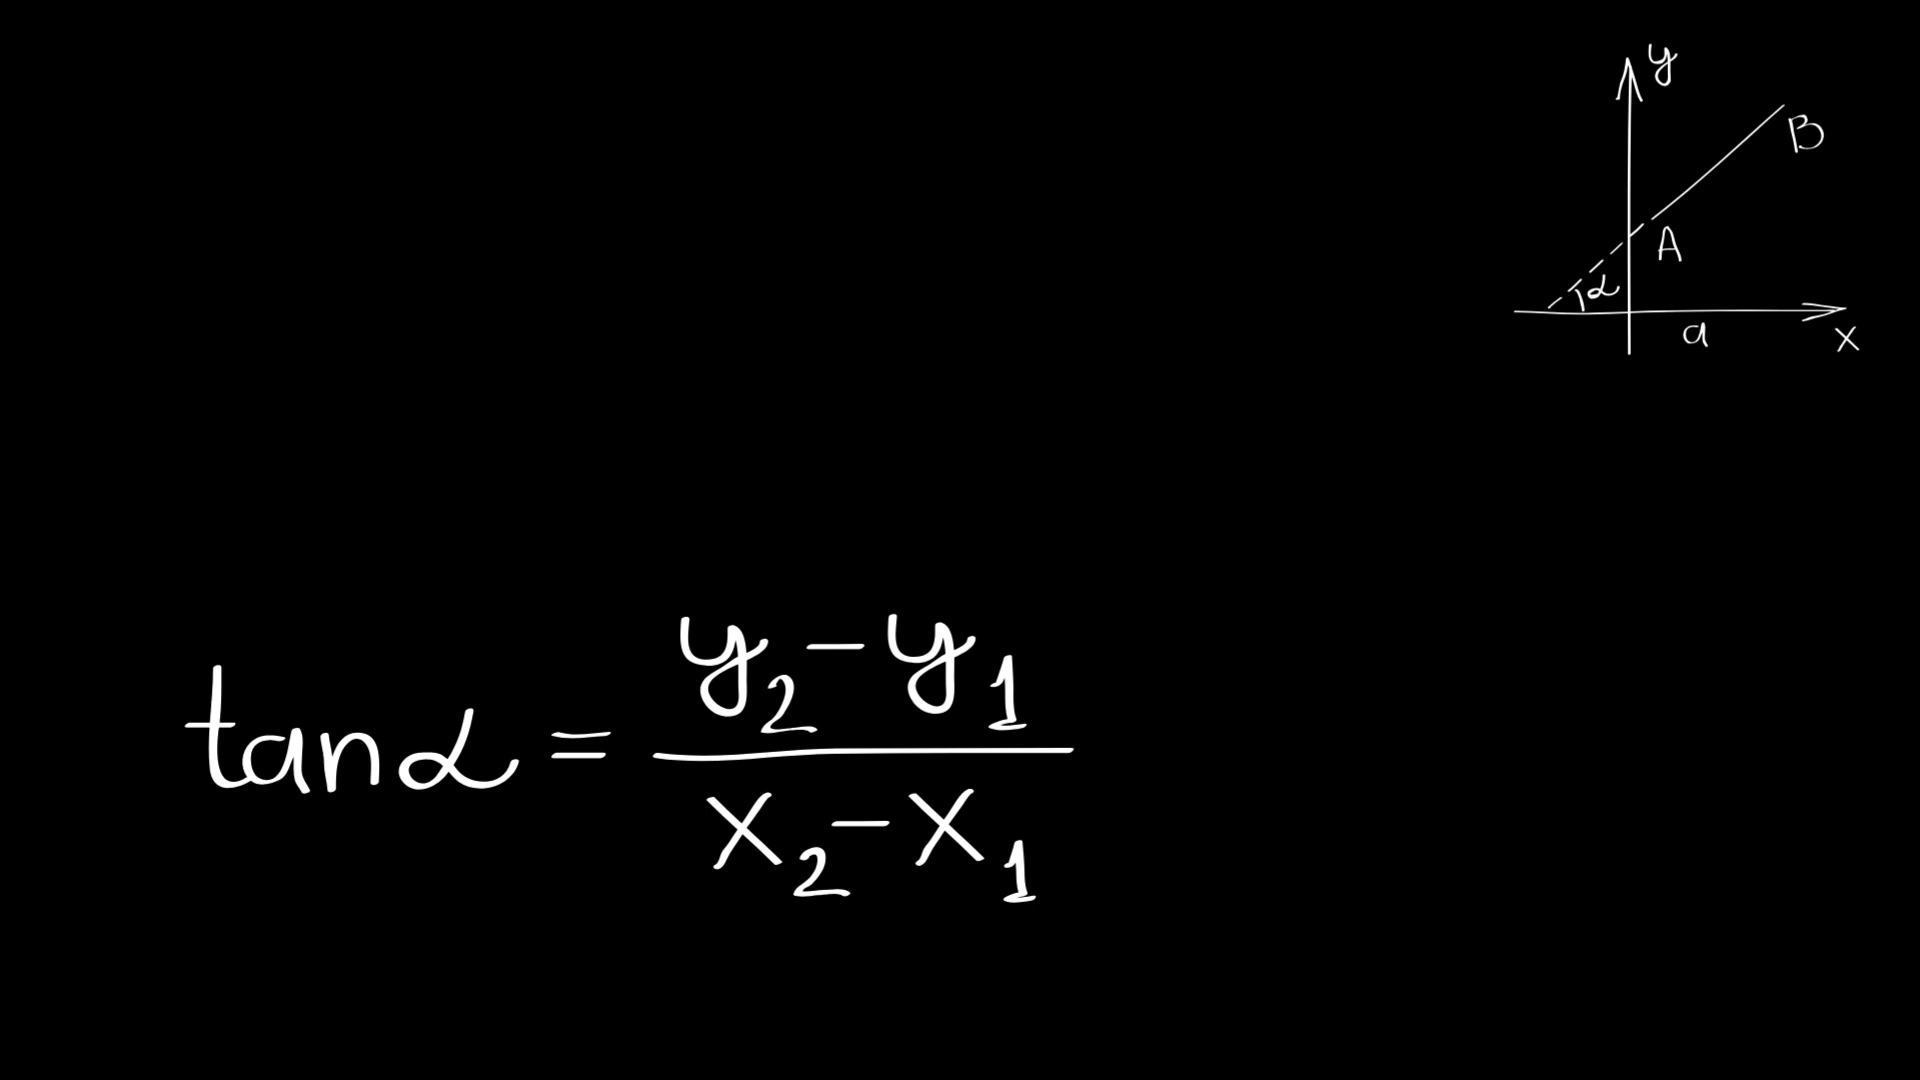 y
B
A
α
a
x
tanα = (y₂-y₁)/(x₂-x₁)